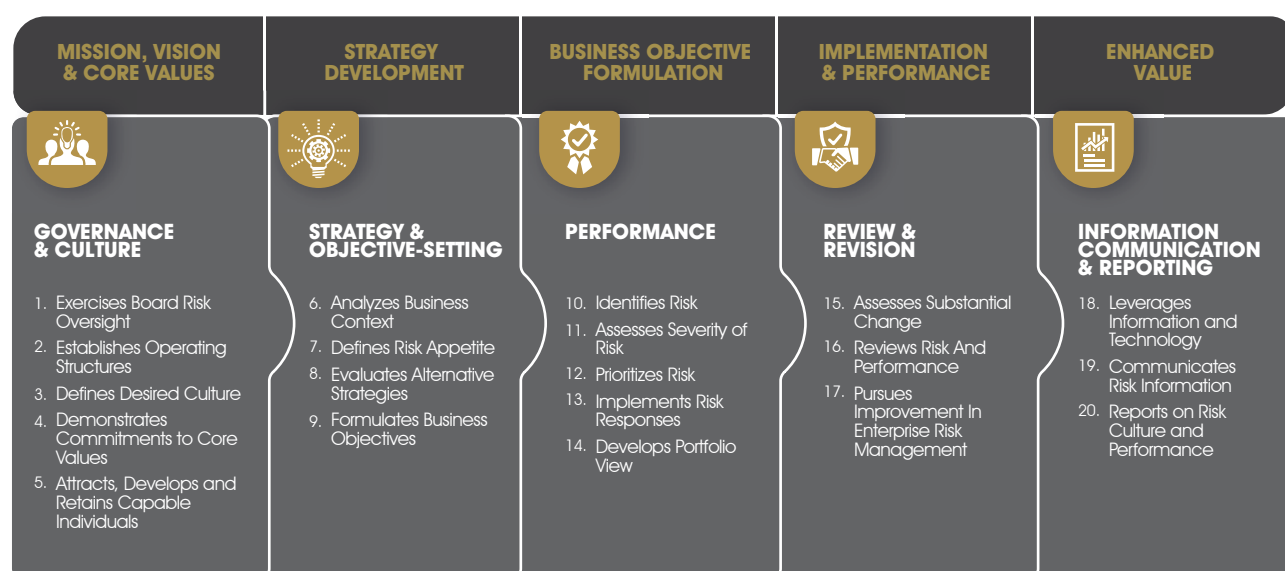 MISSION, VISION
& CORE VALUES
STRATEGY
DEVELOPMENT
BUSINESS OBJECTIVE
FORMULATION
IMPLEMENTATION
& PERFORMANCE
ENHANCED
VALUE
GOVERNANCE
& CULTURE
1. Exercises Board Risk
Oversight
2. Establishes Operating
Structures
3. Defines Desired Culture
4. Demonstrates
Commitments to Core
Values
5. Attracts, Develops and
Retains Capable
Individuals
STRATEGY &
OBJECTIVE-SETTING
6. Analyzes Business
Context
7. Defines Risk Appetite
8. Evaluates Alternative
Strategies
9. Formulates Business
Objectives
PERFORMANCE
10. Identifies Risk
11. Assesses Severity of
Risk
12. Prioritizes Risk
13. Implements Risk
Responses
14. Develops Portfolio
View
REVIEW &
REVISION
15. Assesses Substantial
Change
16. Reviews Risk And
Performance
17. Pursues
Improvement In
Enterprise Risk
Management
INFORMATION
COMMUNICATION
& REPORTING
18. Leverages
Information and
Technology
19. Communicates
Risk Information
20. Reports on Risk
Culture and
Performance